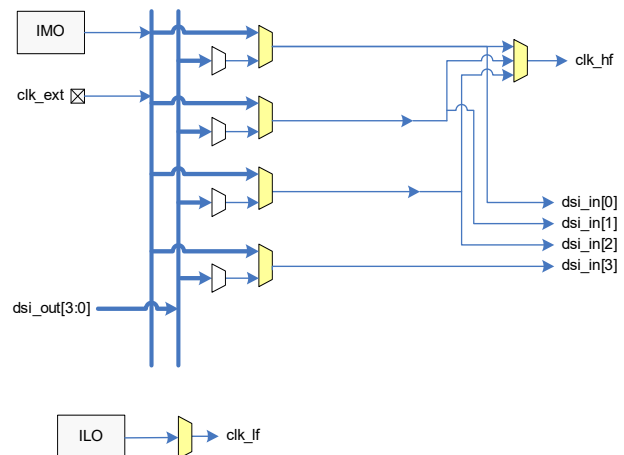 IMO
clk_hf
clk_ext
dsi_in[0]
dsi_in[1]
dsi_in[2]
dsi_in[3]
dsi_out[3:0]
ILO
clk_lf